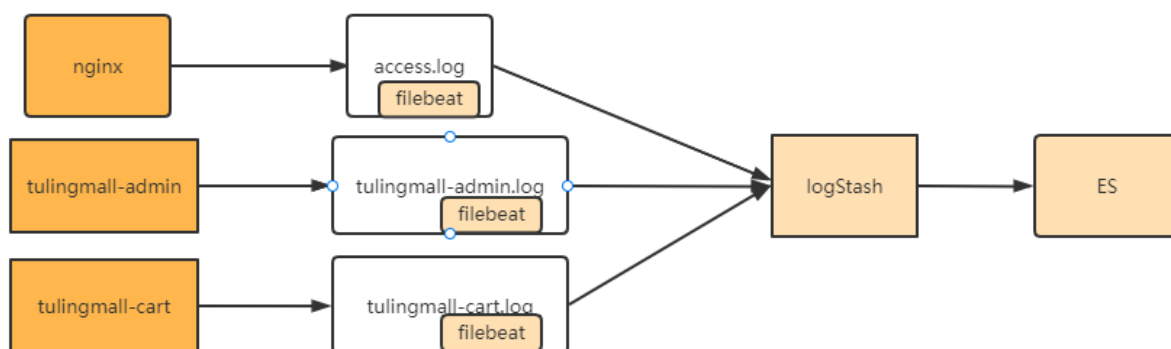 nginx
access.log
filebeat
tulingmall-admin
tulingmall-admin.log
filebeat
logStash
ES
tulingmall-cart
tulingmall-cart.log
filebeat